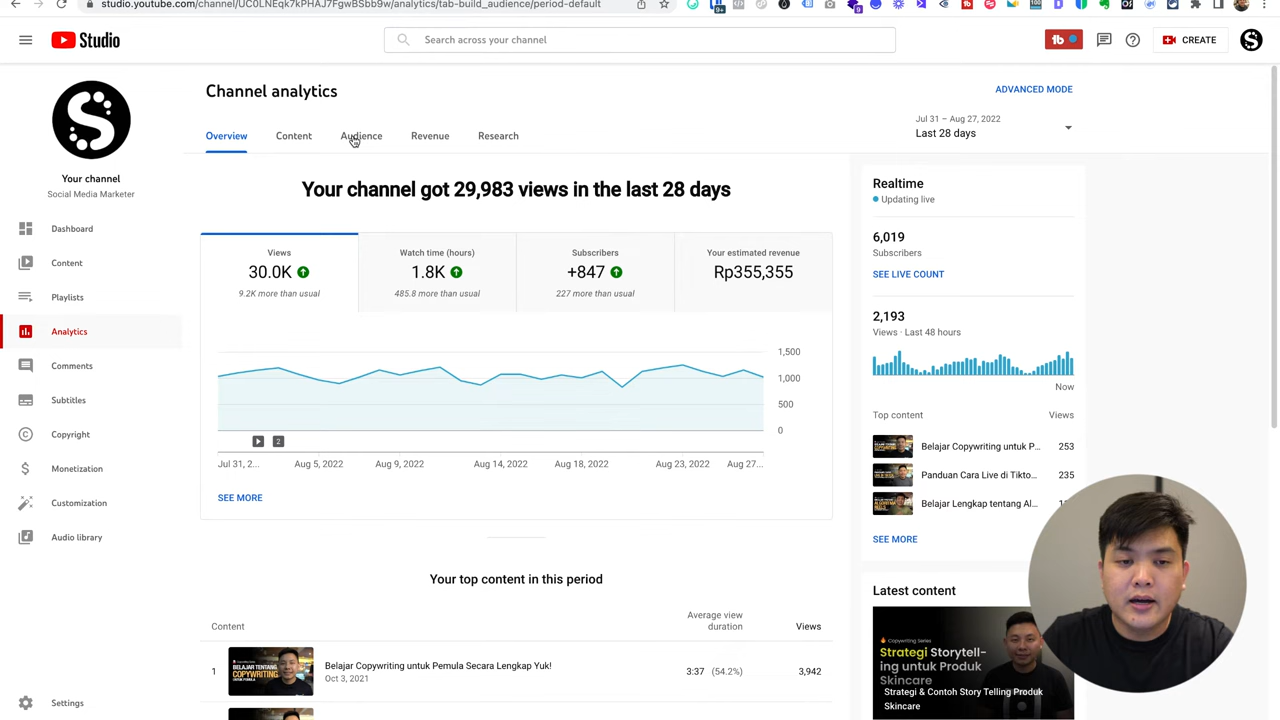 studio.youtube.com/channel/UC0LNEqk7kPHAJ7FgwBSbb9w/analytics/tab-build_audience/period-default
Studio
Search across your channel
CREATE
Your channel
Social Media Marketer
Dashboard
Content
Playlists
Analytics
Comments
Subtitles
Copyright
Monetization
Customization
Audio library
Settings
Channel analytics
ADVANCED MODE
Overview
Content
Audience
Revenue
Research
Jul 31 – Aug 27, 2022
Last 28 days
Your channel got 29,983 views in the last 28 days
Views
30.0K
9.2K more than usual
Watch time (hours)
1.8K
485.8 more than usual
Subscribers
+847
227 more than usual
Your estimated revenue
Rp355,355
1,500
1,000
500
0
2
Jul 31, 2...
Aug 5, 2022
Aug 9, 2022
Aug 14, 2022
Aug 18, 2022
Aug 23, 2022
Aug 27...
SEE MORE
Your top content in this period
Content
Average view
duration
Views
1
BELAJAR TENTANG
COPYWRITING
Belajar Copywriting untuk Pemula Secara Lengkap Yuk!
Oct 3, 2021
3:37 (54.2%)
3,942
Realtime
Updating live
6,019
Subscribers
SEE LIVE COUNT
2,193
Views · Last 48 hours
Now
Top content
Views
Belajar Copywriting untuk P...
253
Panduan Cara Live di Tikto...
235
Belajar Lengkap tentang Al...
SEE MORE
Latest content
Copywriting Series
Strategi Storytell-
ing untuk Produk
Skincare
Strategi & Contoh Story Telling Produk
Skincare